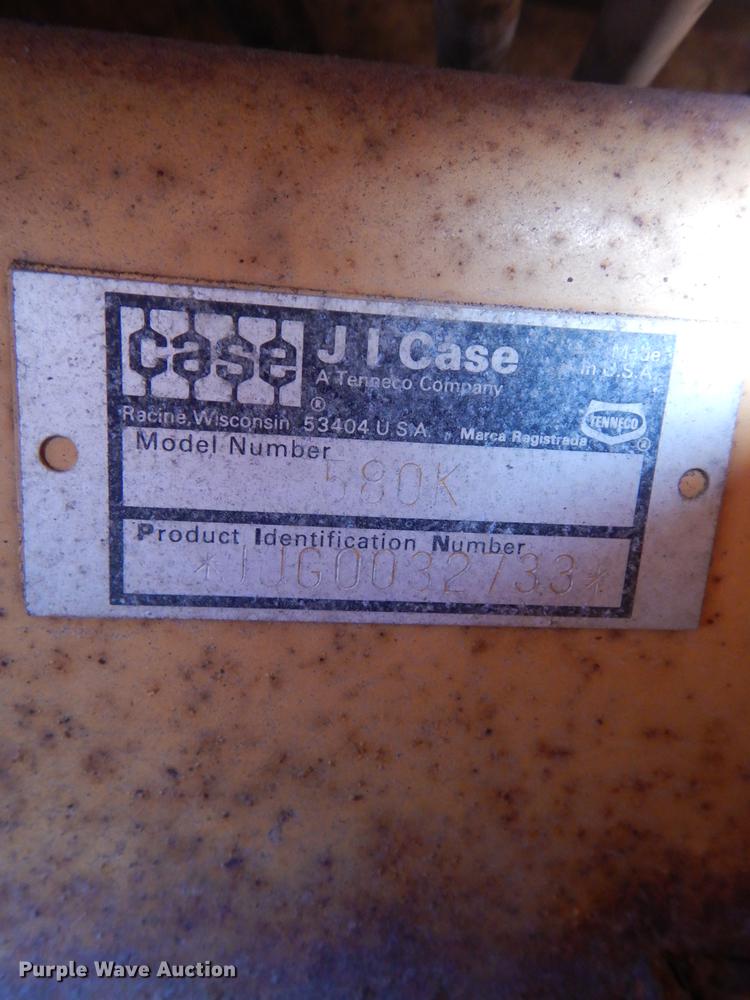 case
J I Case
A Tenneco Company
Made
in U.S.A.
®
Racine, Wisconsin 53404 U.S.A.
Marca Registrada
TENNECO
®
Model Number
580K
Product Identification Number
*JJG0032733*
Purple Wave Auction